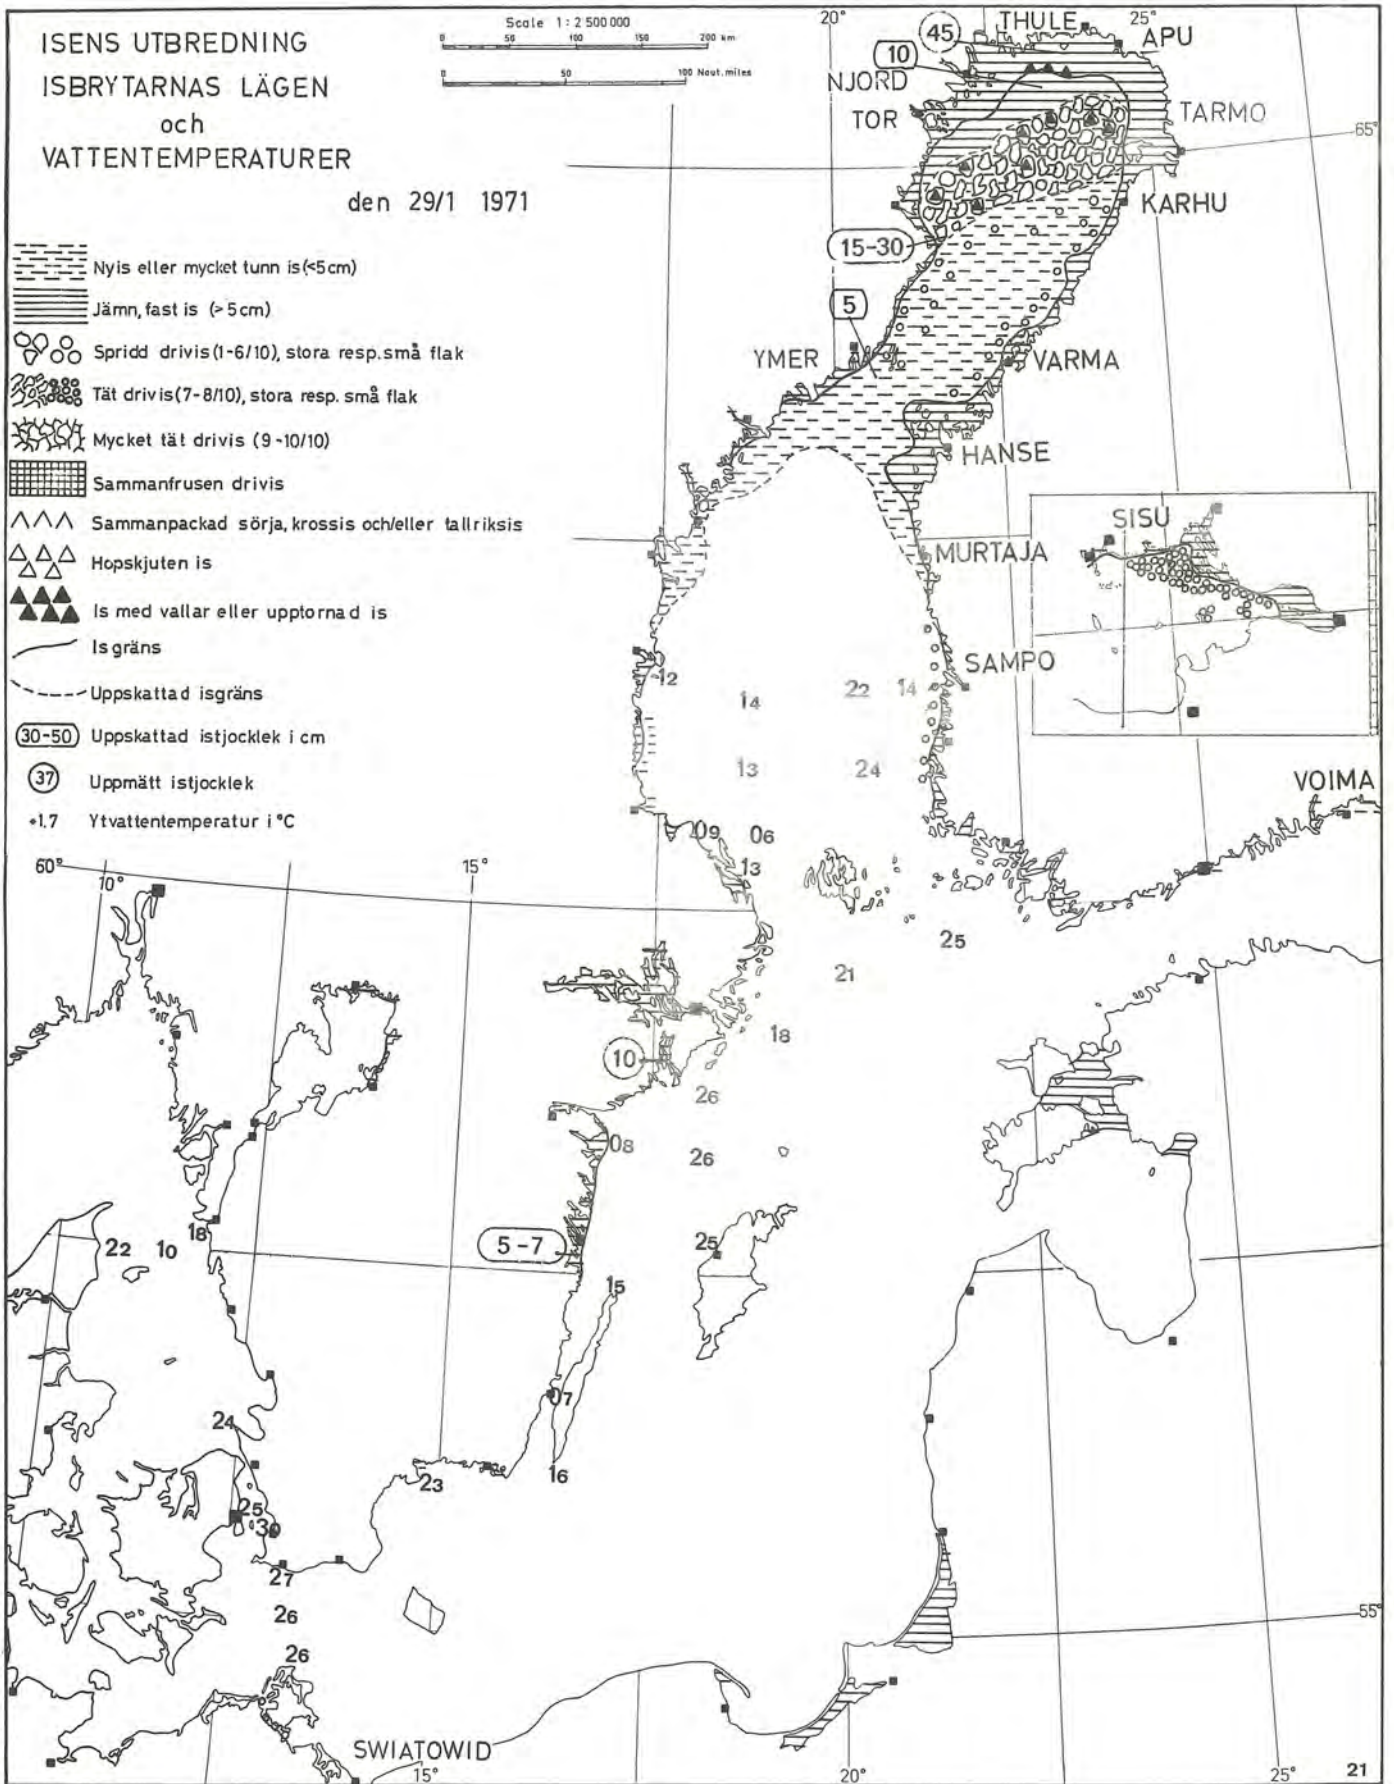 ISENS UTBREDNING
ISBRYTARNAS LÄGEN
och
VATTENTEMPERATURER
den 29/1 1971
Scale 1:2 500 000
0 50 100 150 200 km
0 50 100 Naut. miles
Nyis eller mycket tunn is (<5cm)
Jämn, fast is (>5cm)
Spridd drivis (1-6/10), stora resp. små flak
Tät drivis (7-8/10), stora resp. små flak
Mycket tät drivis (9-10/10)
Sammanfrusen drivis
Sammanpackad sörja, krossis och/eller tallriksis
Hopskjuten is
Is med vallar eller upptornad is
Isgräns
Uppskattad isgräns
30-50 Uppskattad istjocklek i cm
37 Uppmätt istjocklek
+1.7 Ytvattentemperatur i °C
20° 25°
THULE
45
APU
10
NJORD
TOR
TARMO
65°
KARHU
15-30
5
YMER
VARMA
HANSE
SISU
MURTAJA
SAMPO
12
14
22
14
13
24
VOIMA
09
06
13
60°
10°
15°
25
21
18
10
26
08
26
18
22
10
5-7
25
15
07
24
16
23
25
30
27
26
26
55°
SWIATOWID
15°
20°
25°
21